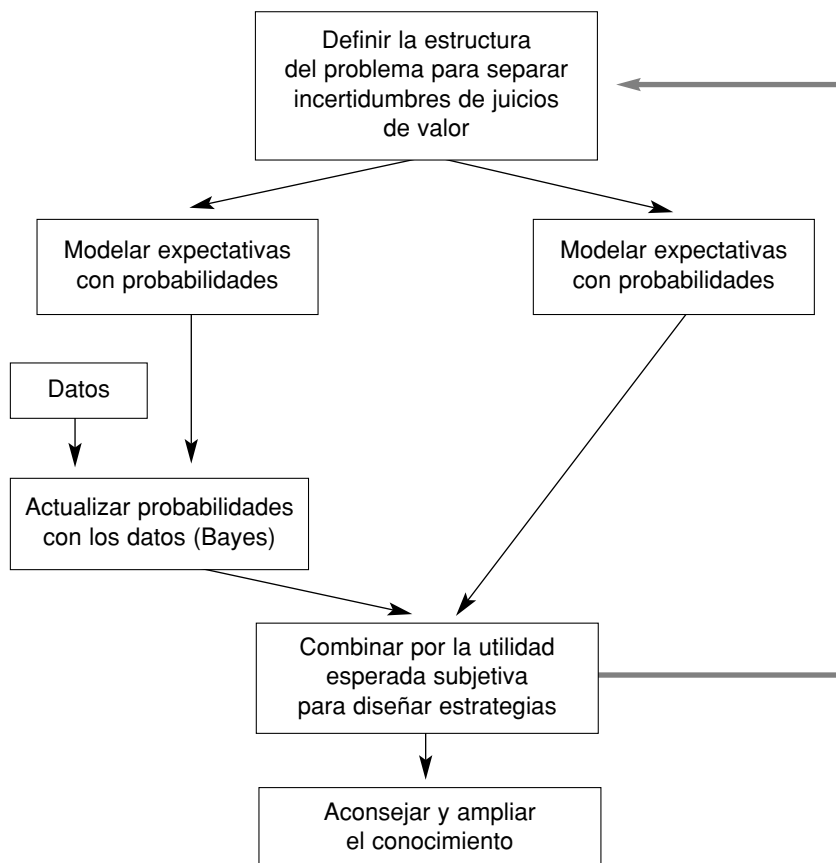 Definir la estructura
del problema para separar
incertidumbres de juicios
de valor
Modelar expectativas
con probabilidades
Modelar expectativas
con probabilidades
Datos
Actualizar probabilidades
con los datos (Bayes)
Combinar por la utilidad
esperada subjetiva
para diseñar estrategias
Aconsejar y ampliar
el conocimiento